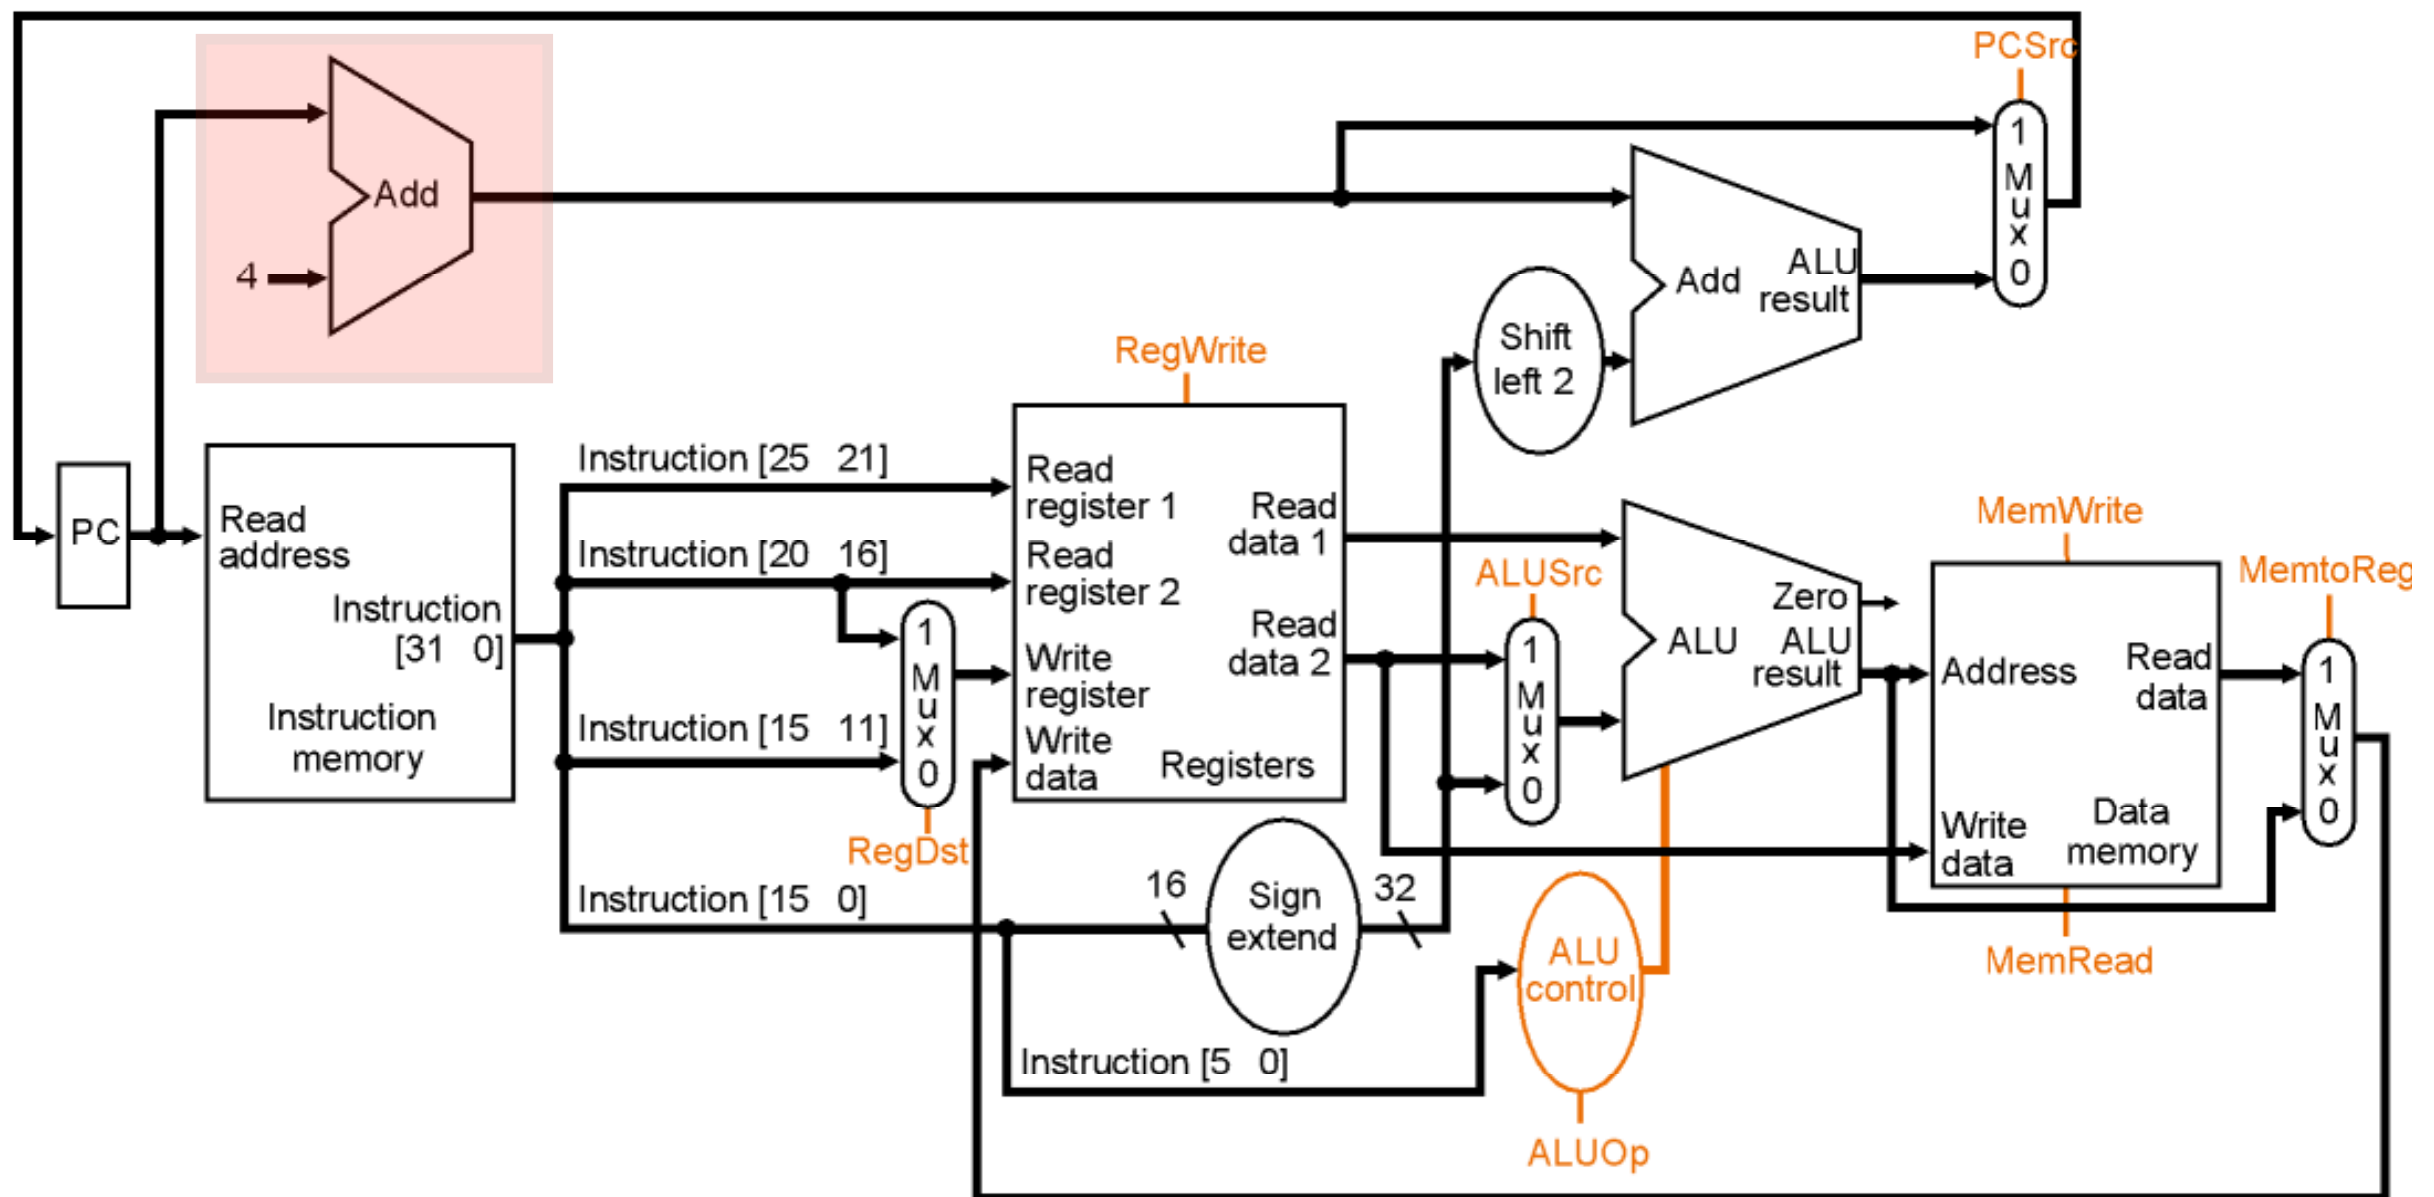 PCSrc
1
M
u
x
0
Add
4
Add
ALU
result
Shift
left 2
RegWrite
PC
Read
address
Instruction
[31 0]
Instruction
memory
Instruction [25 21]
Instruction [20 16]
Instruction [15 11]
Instruction [15 0]
1
M
u
x
0
RegDst
Read
register 1
Read
register 2
Write
register
Write
data
Read
data 1
Read
data 2
Registers
16
Sign
extend
32
Instruction [5 0]
ALUSrc
1
M
u
x
0
ALU
Zero
ALU
result
ALU
control
ALUOp
MemWrite
Address
Read
data
Write
data
Data
memory
MemRead
MemtoReg
1
M
u
x
0